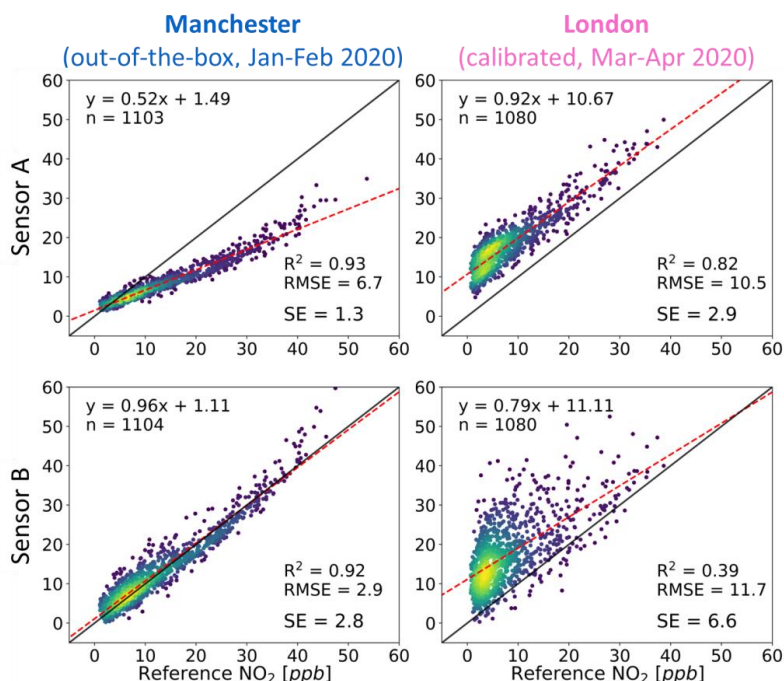 Manchester
(out-of-the-box, Jan-Feb 2020)
London
(calibrated, Mar-Apr 2020)
Sensor A
60
50
40
30
20
10
0
y = 0.52x + 1.49
n = 1103
R² = 0.93
RMSE = 6.7
SE = 1.3
0 10 20 30 40 50 60
60
50
40
30
20
10
0
y = 0.92x + 10.67
n = 1080
R² = 0.82
RMSE = 10.5
SE = 2.9
0 10 20 30 40 50 60
Sensor B
60
50
40
30
20
10
0
y = 0.96x + 1.11
n = 1104
R² = 0.92
RMSE = 2.9
SE = 2.8
0 10 20 30 40 50 60
Reference NO₂ [ppb]
60
50
40
30
20
10
0
y = 0.79x + 11.11
n = 1080
R² = 0.39
RMSE = 11.7
SE = 6.6
0 10 20 30 40 50 60
Reference NO₂ [ppb]